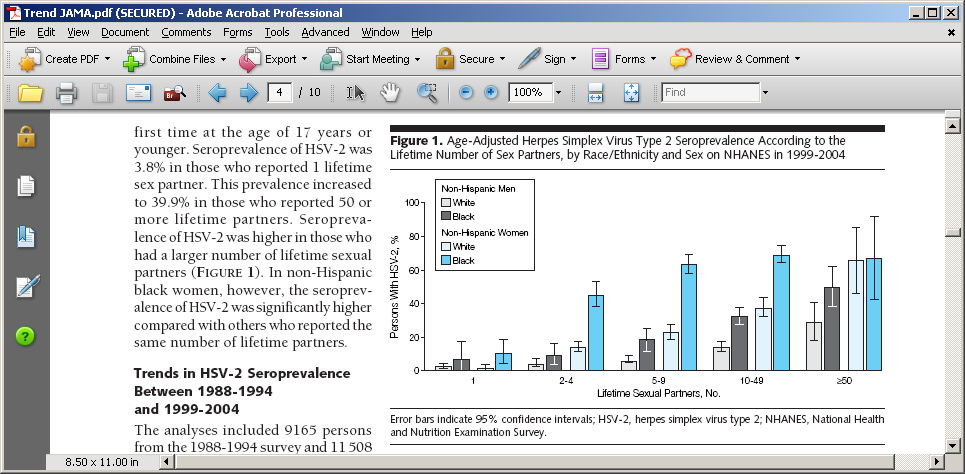 Trend JAMA.pdf (SECURED) - Adobe Acrobat Professional
File Edit View Document Comments Forms Tools Advanced Window Help
Create PDF Combine Files Export Start Meeting Secure Sign Forms Review & Comment
Br 4 / 10 100% Find
first time at the age of 17 years or
younger. Seroprevalence of HSV-2 was
3.8% in those who reported 1 lifetime
sex partner. This prevalence increased
to 39.9% in those who reported 50 or
more lifetime partners. Seropreva-
lence of HSV-2 was higher in those who
had a larger number of lifetime sexual
partners (FIGURE 1). In non-Hispanic
black women, however, the seroprev-
alence of HSV-2 was significantly higher
compared with others who reported the
same number of lifetime partners.
Trends in HSV-2 Seroprevalence
Between 1988-1994
and 1999-2004
The analyses included 9165 persons
from the 1988-1994 survey and 11 508
Figure 1. Age-Adjusted Herpes Simplex Virus Type 2 Seroprevalence According to the
Lifetime Number of Sex Partners, by Race/Ethnicity and Sex on NHANES in 1999-2004
Non-Hispanic Men
White
Black
Non-Hispanic Women
White
Black
Persons With HSV-2, %
100
80
60
40
20
0
1 2-4 5-9 10-49 ≥50
Lifetime Sexual Partners, No.
Error bars indicate 95% confidence intervals; HSV-2, herpes simplex virus type 2; NHANES, National Health
and Nutrition Examination Survey.
8.50 x 11.00 in